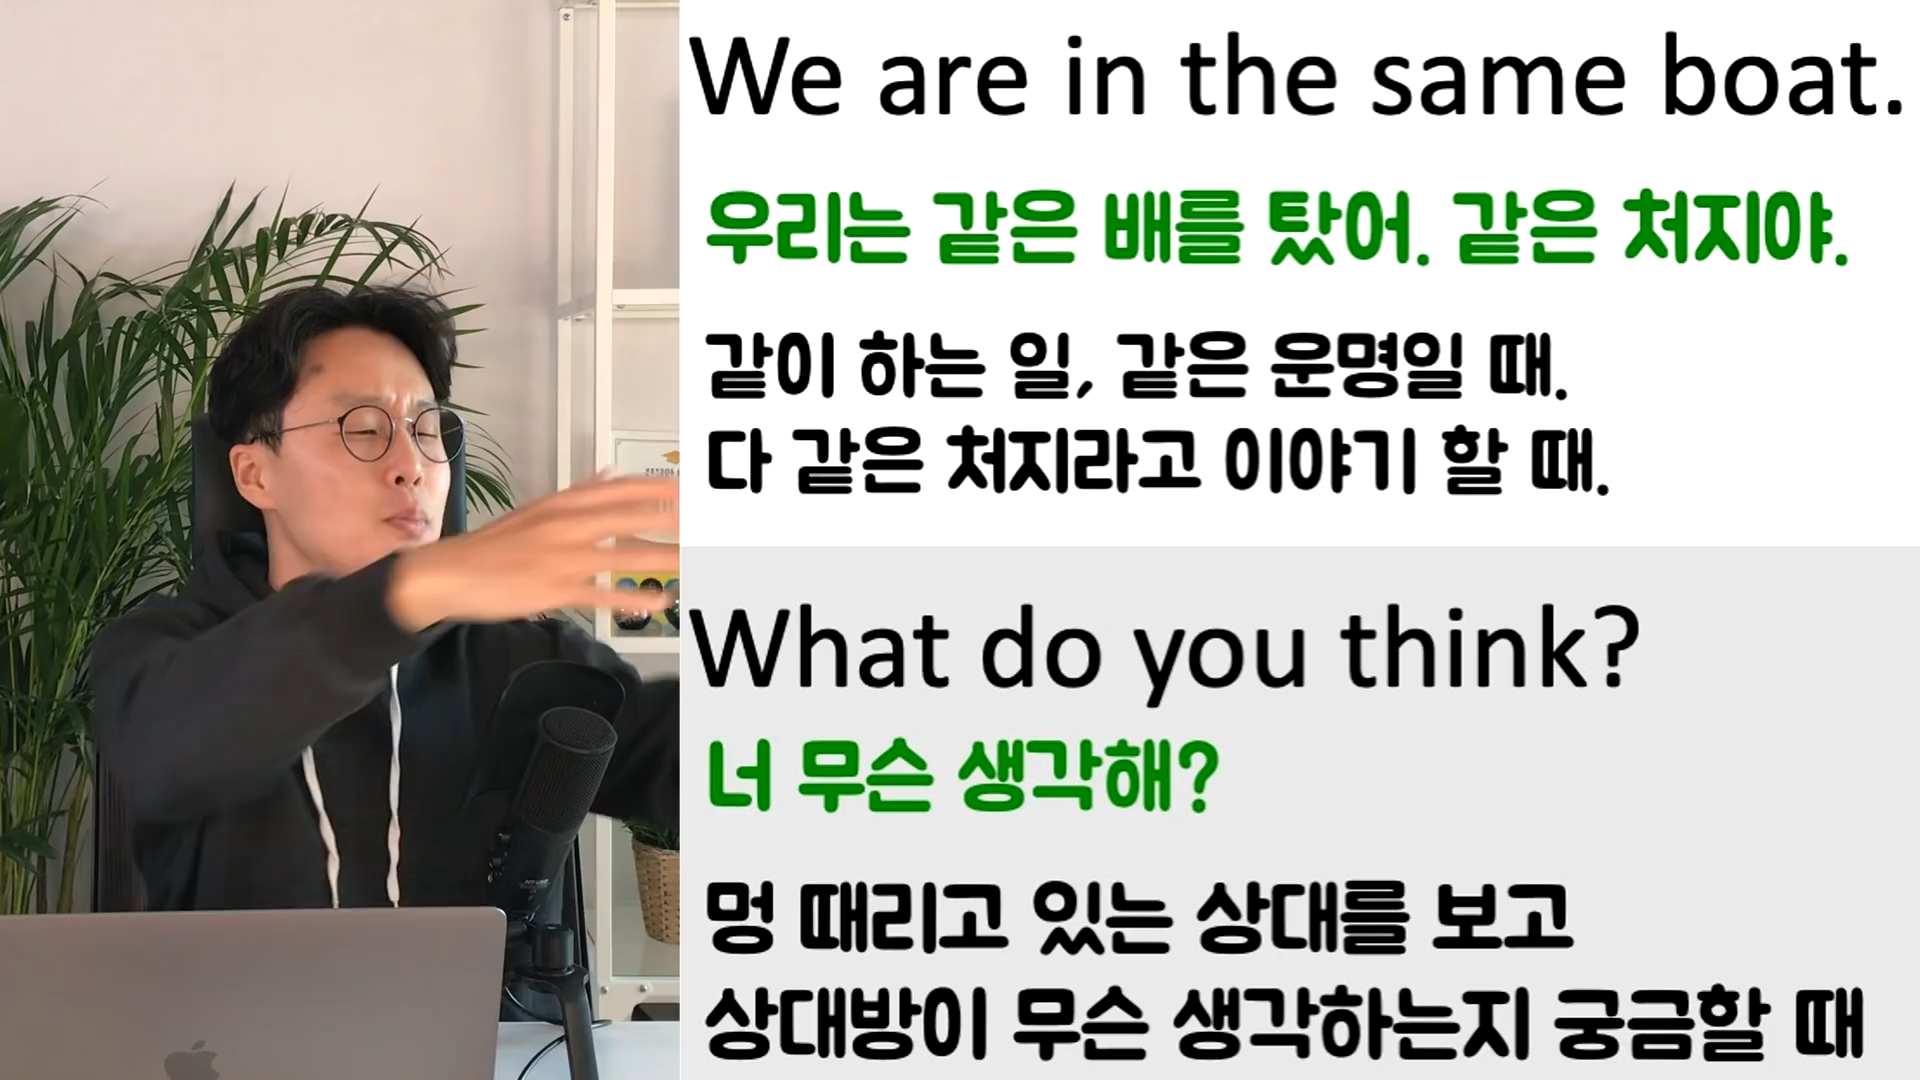 We are in the same boat.
우리는 같은 배를 탔어. 같은 처지야.
같이 하는 일, 같은 운명일 때.
다 같은 처지라고 이야기 할 때.
What do you think?
너 무슨 생각해?
멍 때리고 있는 상대를 보고
상대방이 무슨 생각하는지 궁금할 때